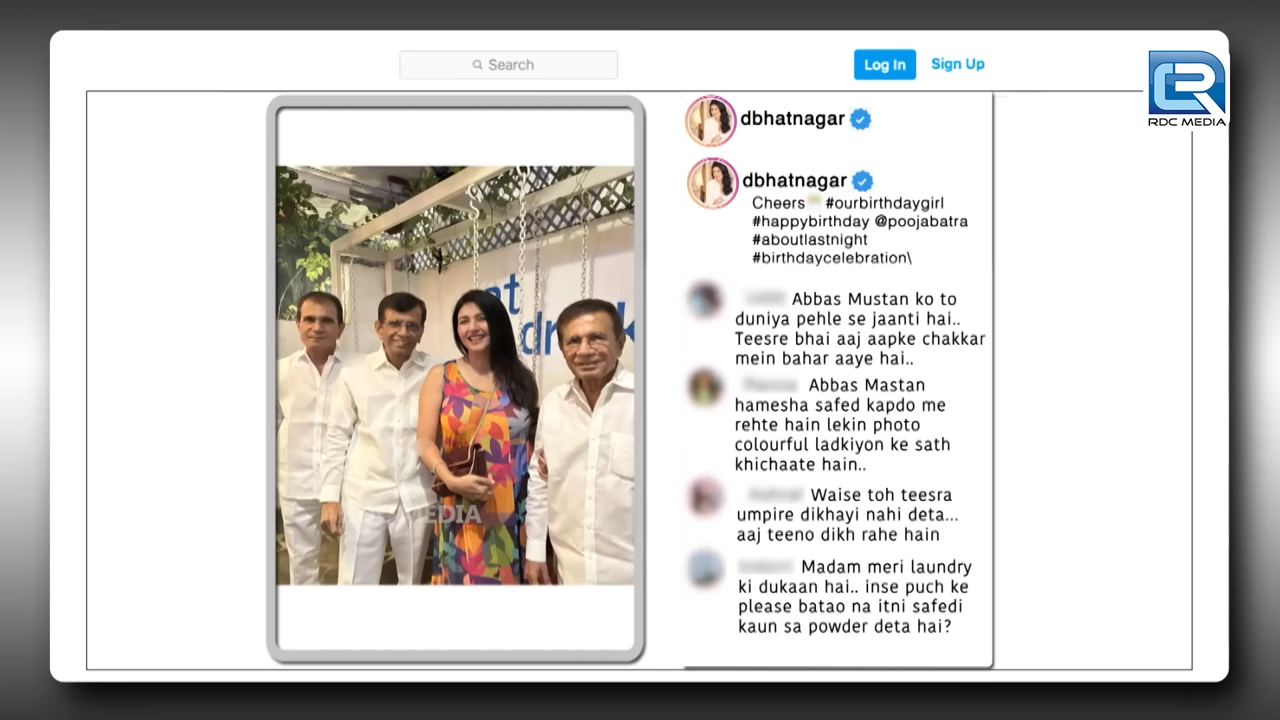 Search
Log In
Sign Up
RDC MEDIA
dbhatnagar
dbhatnagar
Cheers #ourbirthdaygirl
#happybirthday @poojabatra
#aboutlastnight
#birthdaycelebration\
Abbas Mustan ko to
duniya pehle se jaanti hai..
Teesre bhai aaj aapke chakkar
mein bahar aaye hai..
Abbas Mastan
hamesha safed kapdo me
rehte hain lekin photo
colourful ladkiyon ke sath
khichaate hain..
Waise toh teesra
umpire dikhayi nahi deta...
aaj teeno dikh rahe hain
Madam meri laundry
ki dukaan hai.. inse puch ke
please batao na itni safedi
kaun sa powder deta hai?
MEDIA